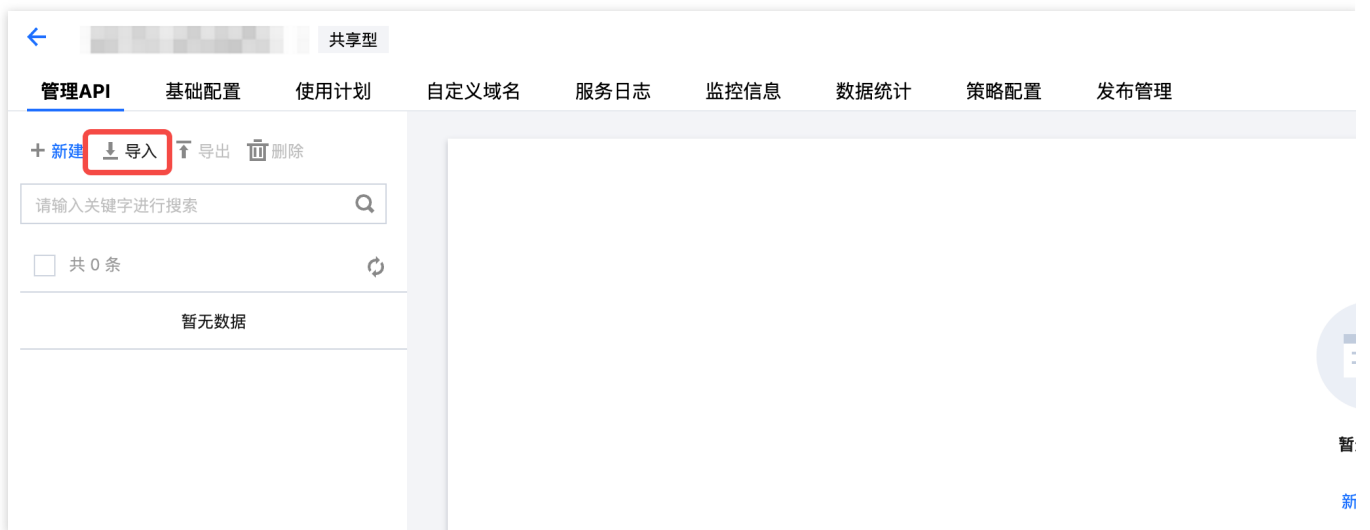 共享型
管理API 基础配置 使用计划 自定义域名 服务日志 监控信息 数据统计 策略配置 发布管理
新建 导入 导出 删除
请输入关键字进行搜索
共 0 条
暂无数据
暂
新